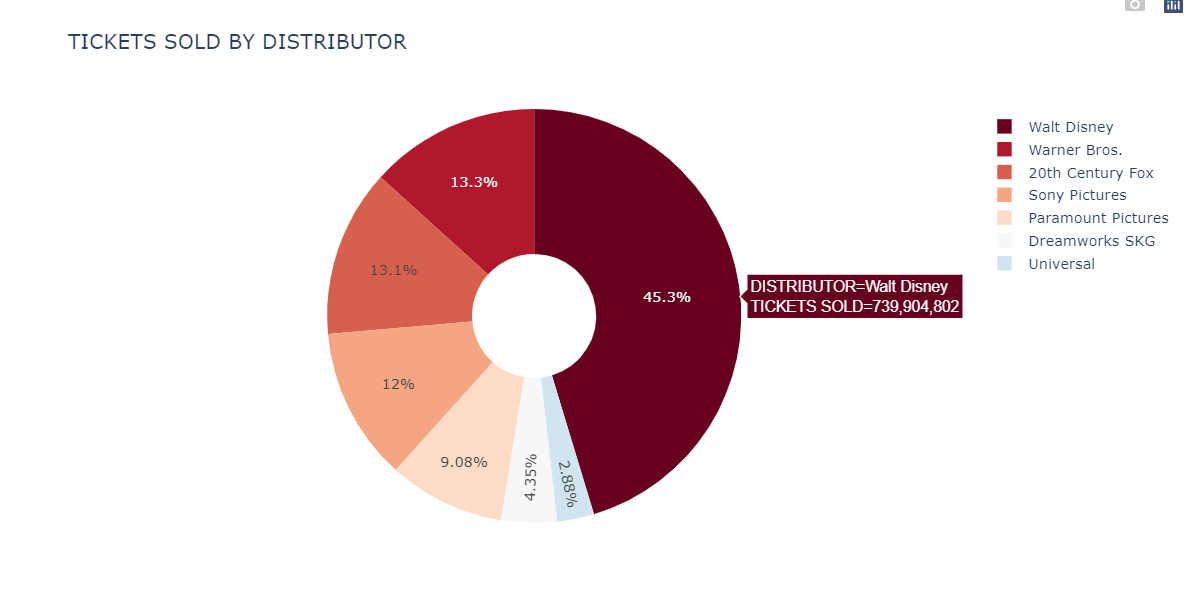 TICKETS SOLD BY DISTRIBUTOR
13.3%
13.1%
45.3%
12%
9.08%
4.35%
2.88%
DISTRIBUTOR=Walt Disney
TICKETS SOLD=739,904,802
Walt Disney
Warner Bros.
20th Century Fox
Sony Pictures
Paramount Pictures
Dreamworks SKG
Universal